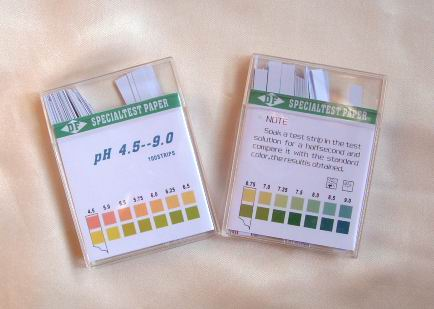 DF SPECIALTEST PAPER
pH 4.5--9.0
100STRIPS
4.5 5.0 5.5 5.75 6.0 6.25 6.5
DF SPECIALTEST PAPER
NOTE
Soak a test strip in the test
solution for a halfsecond and
compare it with the standard
color,the resultis obtained.
6.75 7.0 7.25 7.5 8.0 8.5 9.0